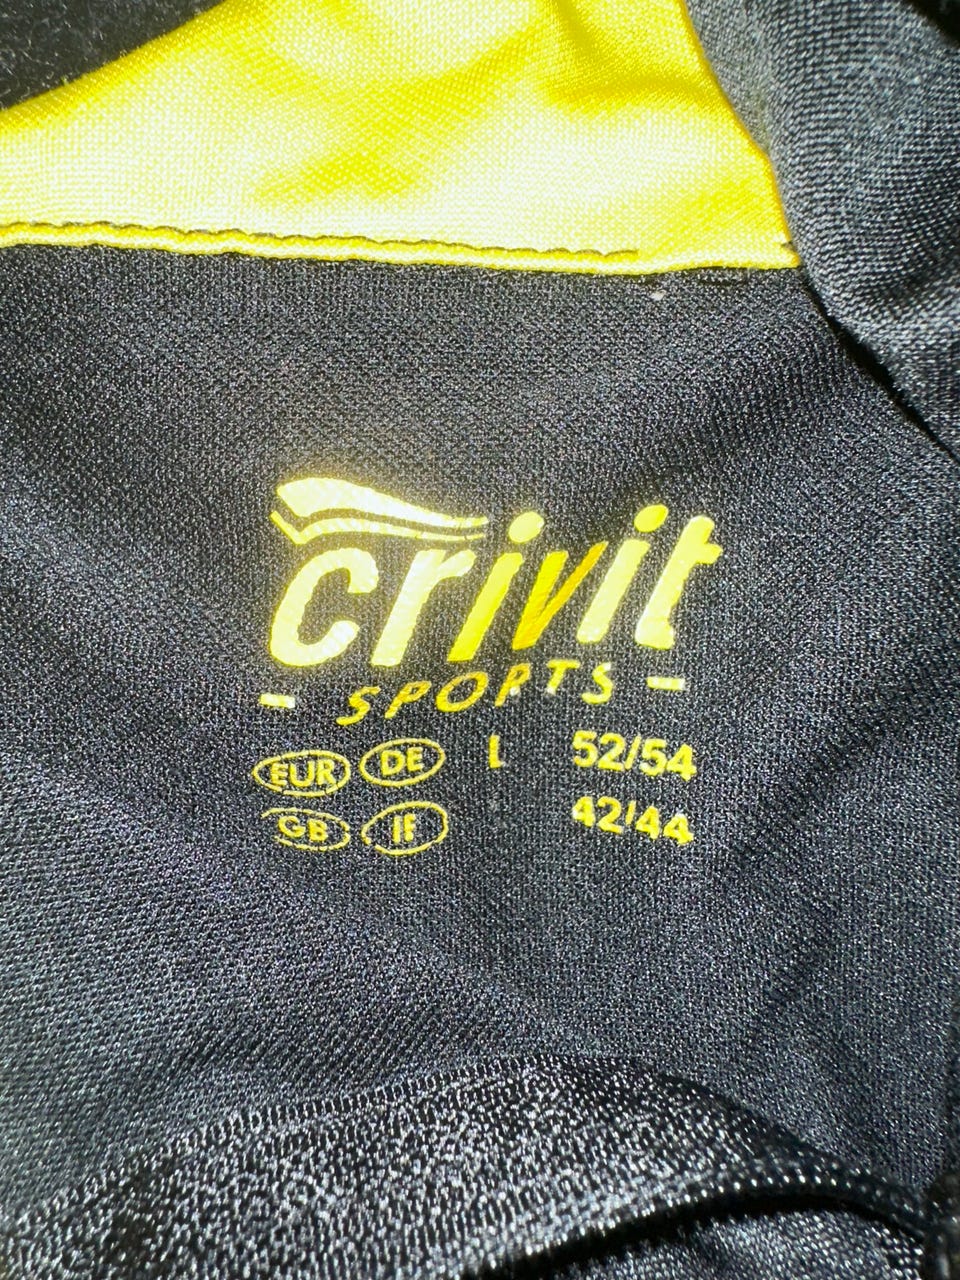 crivit
- SPORTS -
EUR DE L 52/54
GB IE 42/44